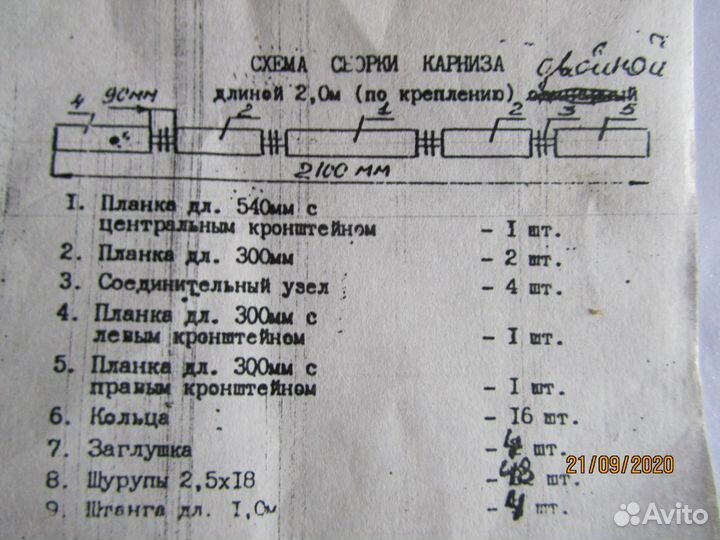 СХЕМА СБОРКИ КАРНИЗА двойной
длиной 2,0м (по креплению)
4 90мм 2 1 2 3 5
2100 мм
1. Планка дл. 540мм с
центральным кронштейном - 1 шт.
2. Планка дл. 300мм - 2 шт.
3. Соединительный узел - 4 шт.
4. Планка дл. 300мм с
левым кронштейном - 1 шт.
5. Планка дл. 300мм с
правым кронштейном - 1 шт.
6. Кольца - 16 шт.
7. Заглушка - 4 шт.
8. Шурупы 2,5х18 - шт.
9. Штанга дл. 1,0м - 4 шт.
21/09/2020
Avito